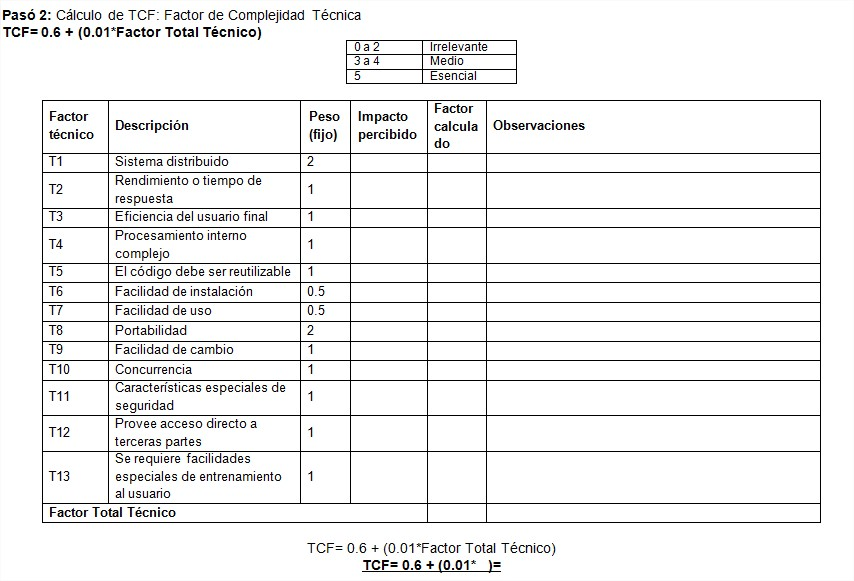 Pasó 2: Cálculo de TCF: Factor de Complejidad Técnica
TCF= 0.6 + (0.01*Factor Total Técnico)
0 a 2 Irrelevante
3 a 4 Medio
5 Esencial
Factor técnico Descripción Peso (fijo) Impacto percibido Factor calcula do Observaciones
T1 Sistema distribuido 2
T2 Rendimiento o tiempo de respuesta 1
T3 Eficiencia del usuario final 1
T4 Procesamiento interno complejo 1
T5 El código debe ser reutilizable 1
T6 Facilidad de instalación 0.5
T7 Facilidad de uso 0.5
T8 Portabilidad 2
T9 Facilidad de cambio 1
T10 Concurrencia 1
T11 Características especiales de seguridad 1
T12 Provee acceso directo a terceras partes 1
T13 Se requiere facilidades especiales de entrenamiento al usuario 1
Factor Total Técnico
TCF= 0.6 + (0.01*Factor Total Técnico)
TCF= 0.6 + (0.01* )=